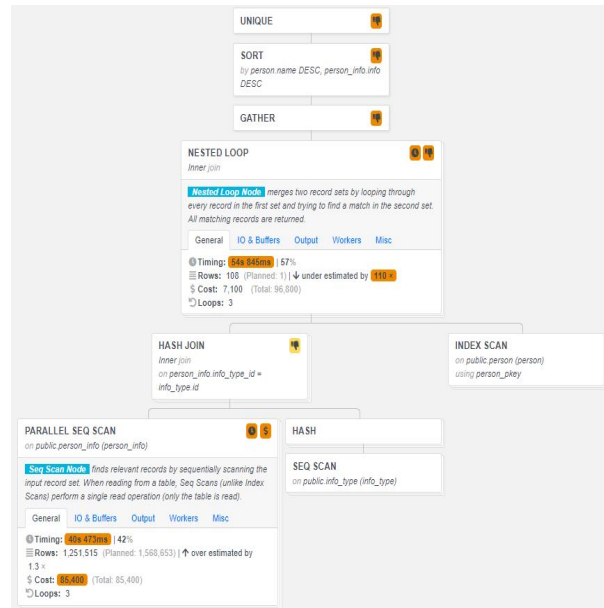 UNIQUE
SORT
by person.name DESC, person_info.info
DESC
GATHER
NESTED LOOP
Inner join
Nested Loop Node merges two record sets by looping through
every record in the first set and trying to find a match in the second set.
All matching records are returned.
General IO & Buffers Output Workers Misc
Timing: 54s 845ms | 57%
Rows: 108 (Planned: 1) | under estimated by 110 ×
$ Cost: 7,100 (Total: 96,800)
Loops: 3
HASH JOIN
Inner join
on person_info.info_type_id =
info_type.id
INDEX SCAN
on public.person (person)
using person_pkey
PARALLEL SEQ SCAN
$
on public.person_info (person_info)
Seq Scan Node finds relevant records by sequentially scanning the
input record set. When reading from a table, Seq Scans (unlike Index
Scans) perform a single read operation (only the table is read).
General IO & Buffers Output Workers Misc
Timing: 40s 473ms | 42%
Rows: 1,251,515 (Planned: 1,568,653) | over estimated by
1.3 ×
$ Cost: 85,400 (Total: 85,400)
Loops: 3
HASH
SEQ SCAN
on public.info_type (info_type)